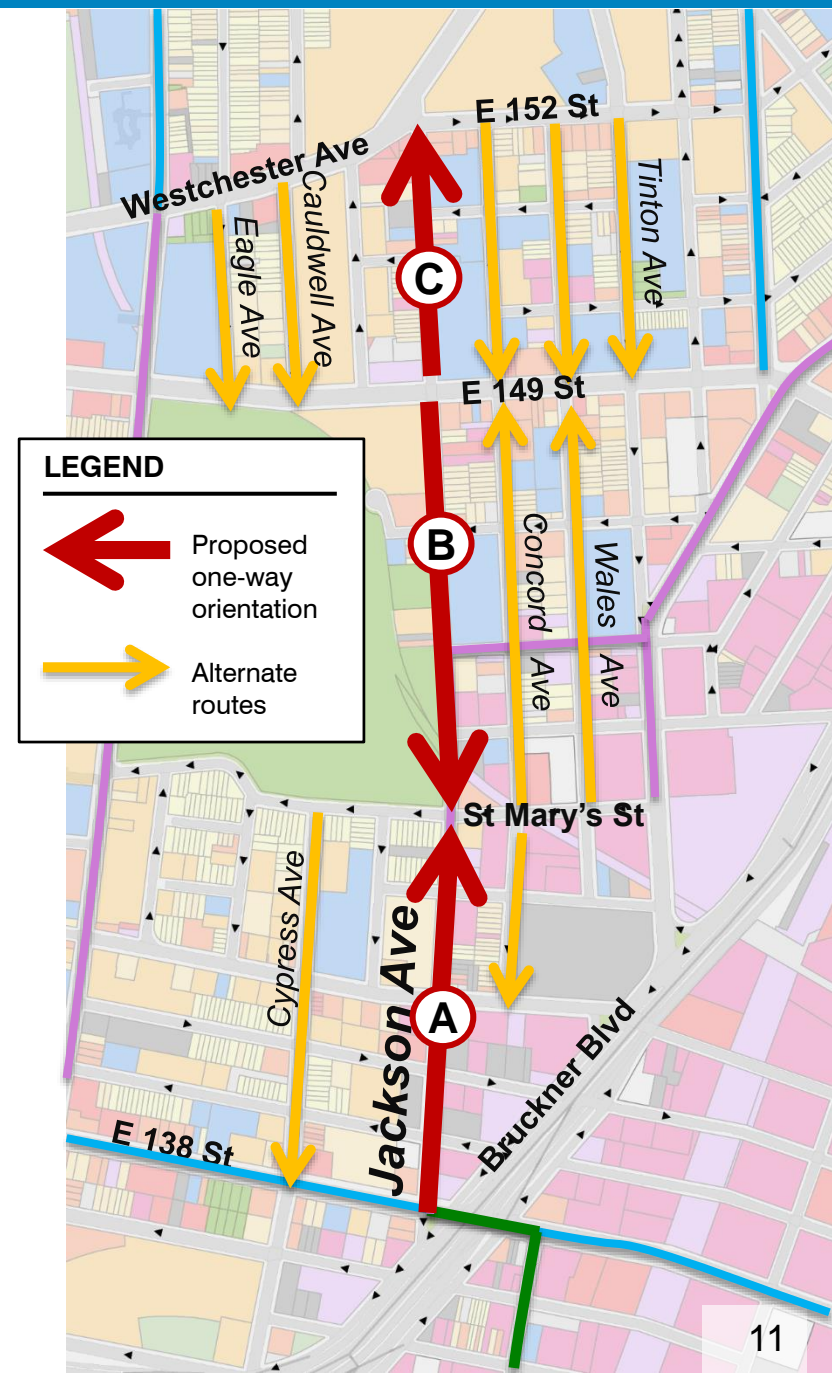 E 152 St
Westchester Ave
Cauldwell Ave
Eagle Ave
Tinton Ave
C
E 149 St
LEGEND
Proposed
one-way
orientation
Alternate
routes
B
Concord Ave
Wales Ave
St Mary's St
Cypress Ave
Jackson Ave
A
Bruckner Blvd
E 138 St
11